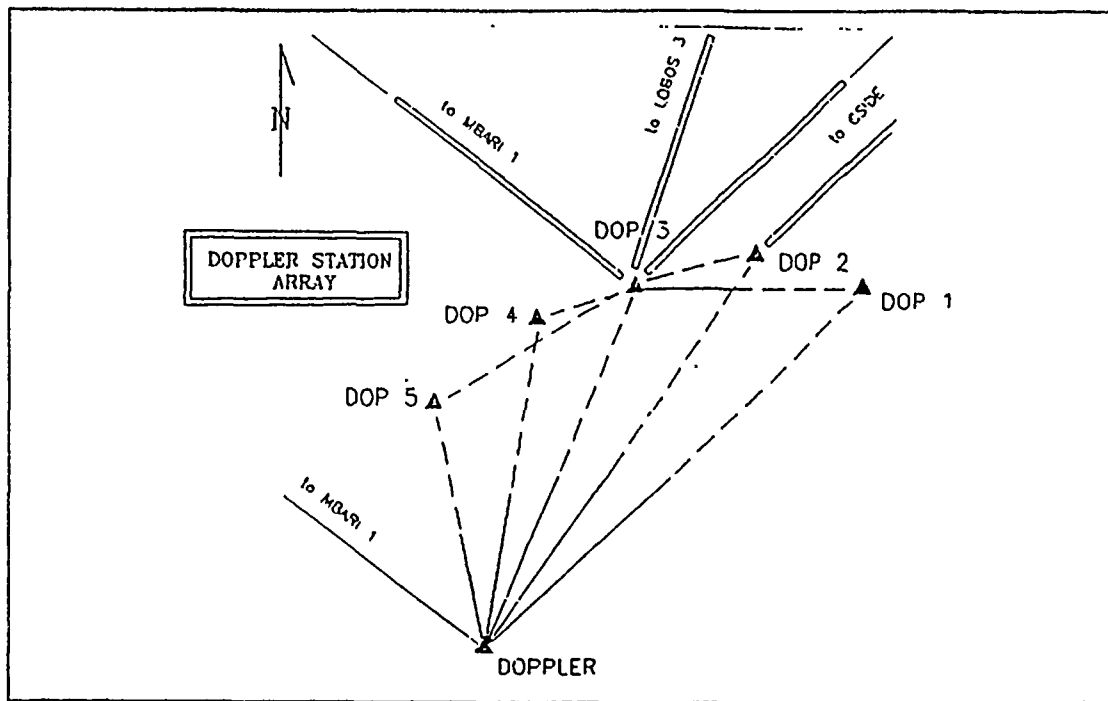 to MBARI 1
to LOBOS 3
to CSIDE
N
DOPPLER STATION
ARRAY
DOP 3
DOP 2
DOP 1
DOP 4
DOP 5
to MBARI 1
DOPPLER